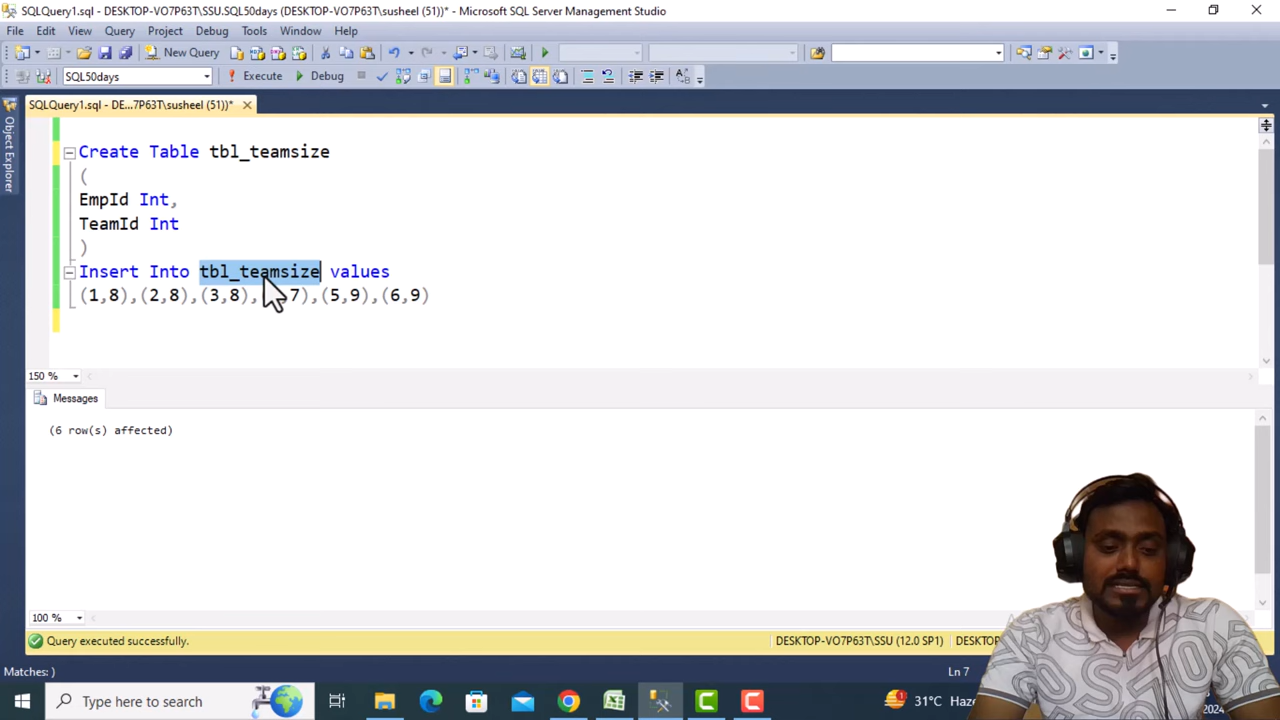 SQLQuery1.sql - DESKTOP-VO7P63T\SSU.SQL50days (DESKTOP-VO7P63T\susheel (51))* - Microsoft SQL Server Management Studio
File Edit View Query Project Debug Tools Window Help
New Query
SQL50days Execute Debug
SQLQuery1.sql - DE...7P63T\susheel (51))*
Object Explorer
Create Table tbl_teamsize
(
EmpId Int,
TeamId Int
)
Insert Into tbl_teamsize values
(1,8),(2,8),(3,8), 7),(5,9),(6,9)
150 %
Messages
(6 row(s) affected)
100 %
Query executed successfully. DESKTOP-VO7P63T\SSU (12.0 SP1)
Matches: ) Ln 7
Type here to search 1 31°C
2024